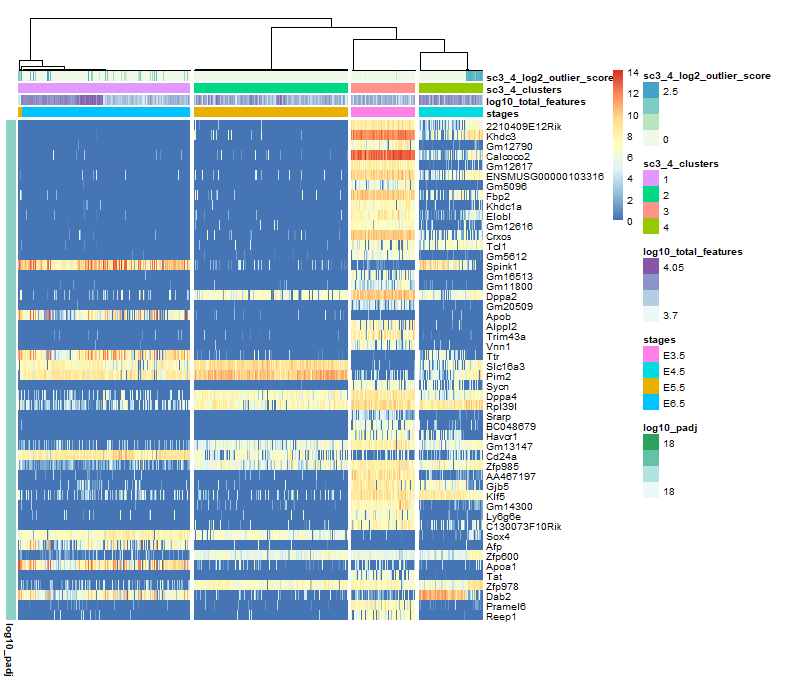 sc3_4_log2_outlier_score
sc3_4_clusters
log10_total_features
stages
2210409E12Rik
Khdc3
Gm12790
Calcoco2
Gm12617
ENSMUSG00000103316
Gm5096
Fbp2
Khdc1a
Elobl
Gm12616
Crxos
Tcl1
Gm5612
Spink1
Gm16513
Gm11800
Dppa2
Gm20509
Apob
Alppl2
Trim43a
Vnn1
Ttr
Slc16a3
Pim2
Sycn
Dppa4
Rpl39l
Srarp
BC048679
Havcr1
Gm13147
Cd24a
Zfp985
AA467197
Gjb5
Klf5
Gm14300
Ly6g6e
C130073F10Rik
Sox4
Afp
Zfp600
Apoa1
Tat
Zfp978
Dab2
Pramel6
Reep1
log10_padj
14
12
10
8
6
4
2
0
sc3_4_log2_outlier_score
2.5
0
sc3_4_clusters
1
2
3
4
log10_total_features
4.05
3.7
stages
E3.5
E4.5
E5.5
E6.5
log10_padj
18
18